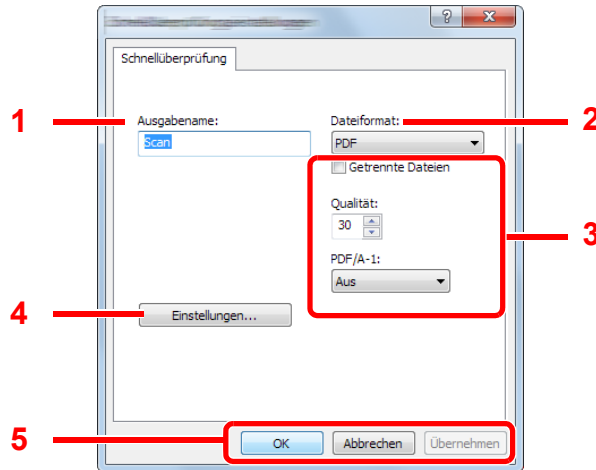 ?
X
Schnellüberprüfung
1
Ausgabename:
Scan
Dateiformat:
2
PDF
Getrennte Dateien
Qualität:
30
3
PDF/A-1:
Aus
4
Einstellungen...
5
OK
Abbrechen
Übernehmen